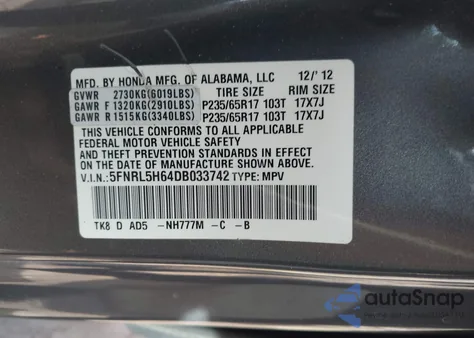 MFD. BY HONDA MFG. OF ALABAMA, LLC 12/'12
GVWR 2730KG(6019LBS) TIRE SIZE RIM SIZE
GAWR F 1320KG(2910LBS) P235/65R17 103T 17X7J
GAWR R 1515KG(3340LBS) P235/65R17 103T 17X7J
THIS VEHICLE CONFORMS TO ALL APPLICABLE
FEDERAL MOTOR VEHICLE SAFETY
STANDARDS IN EFFECT
ON THE DATE OF MANUFACTURE SHOWN ABOVE.
V.I.N.: 5FNRL5H64DB033742 TYPE: MPV
TK8 D AD5 -NH777M -C -B
autoSnap